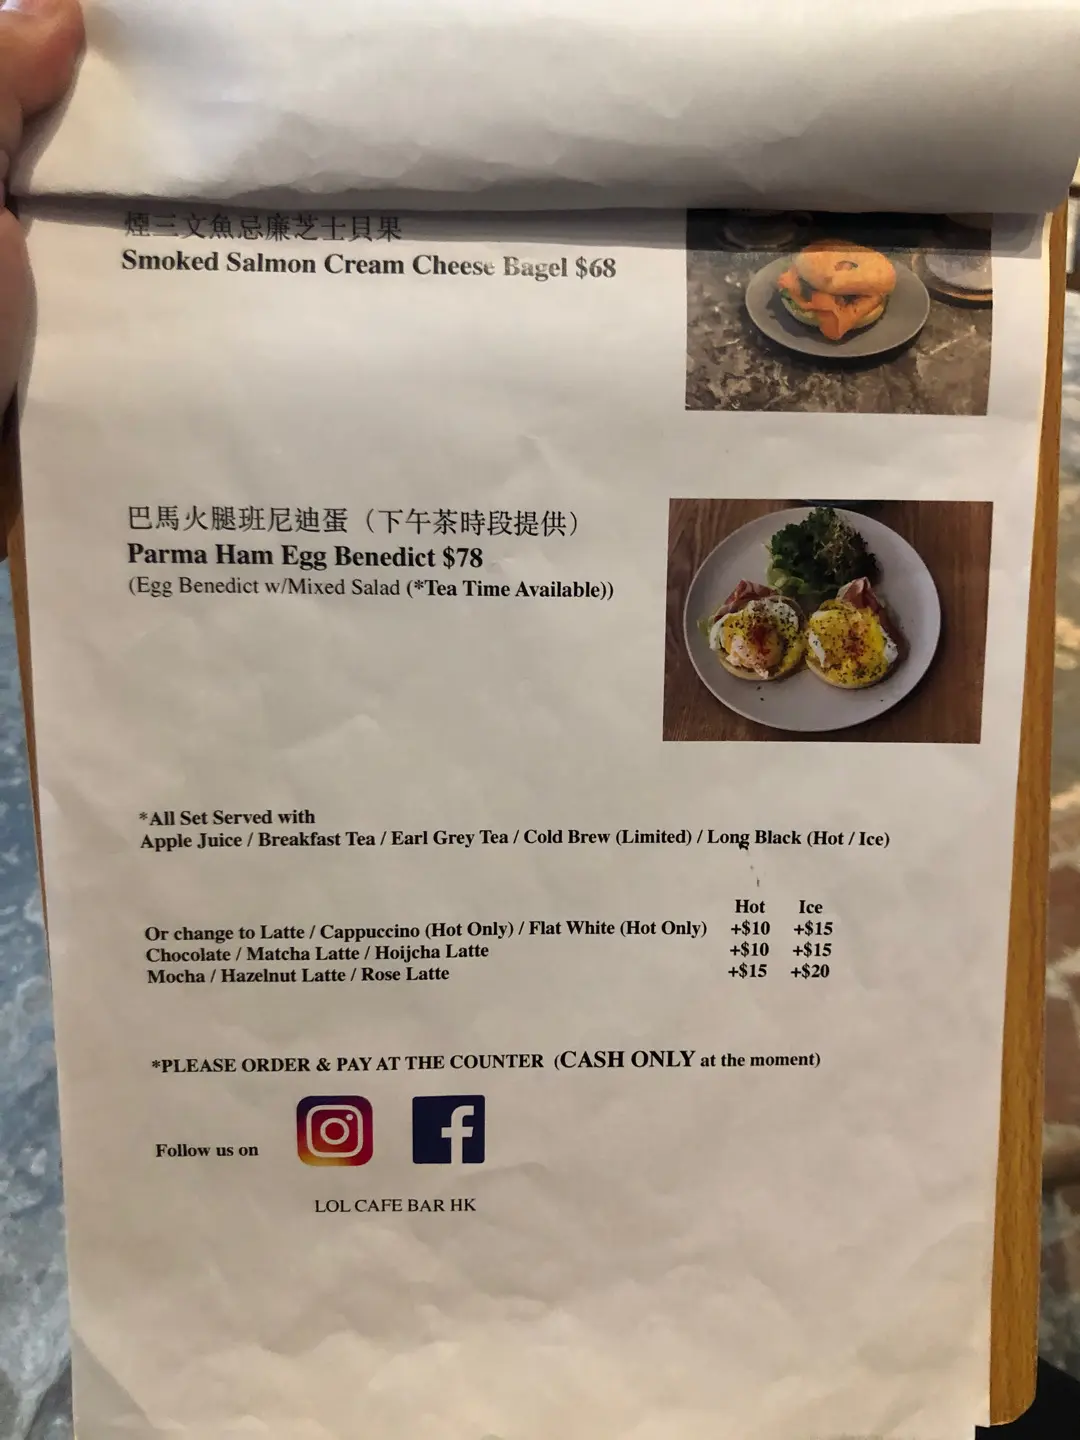 煙三文魚忌廉芝士貝果
Smoked Salmon Cream Cheese Bagel $68
巴馬火腿班尼迪蛋（下午茶時段提供）
Parma Ham Egg Benedict $78
(Egg Benedict w/Mixed Salad (*Tea Time Available))
*All Set Served with
Apple Juice / Breakfast Tea / Earl Grey Tea / Cold Brew (Limited) / Long Black (Hot / Ice)
Hot Ice
Or change to Latte / Cappuccino (Hot Only) / Flat White (Hot Only) +$10 +$15
Chocolate / Matcha Latte / Hoijcha Latte +$10 +$15
Mocha / Hazelnut Latte / Rose Latte +$15 +$20
*PLEASE ORDER & PAY AT THE COUNTER (CASH ONLY at the moment)
Follow us on
LOL CAFE BAR HK